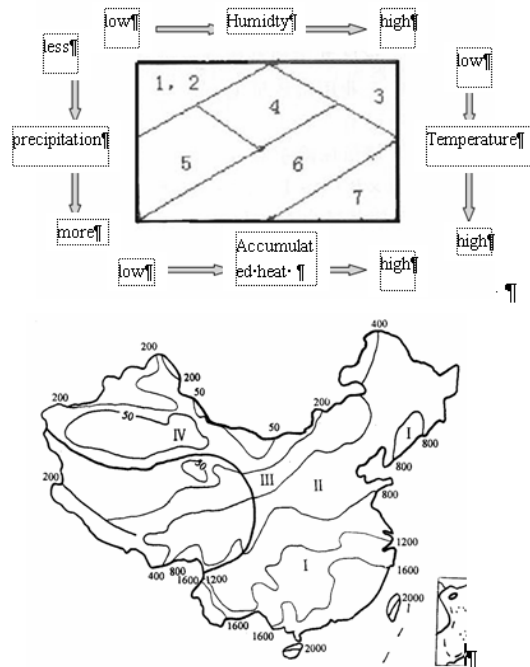 low¶ Humidty¶ high¶
less¶ low¶
1, 2 3
4
precipitation¶ Temperature¶
5 6
7
more¶ high¶
low¶ Accumulat
ed·heat· ¶ high¶
· ¶
400
200
200
50
200 50 200
50
IV I
800
III 800
50
200 II
800
I
1200
400 800
1600 1200 1600
2000
1600 1600
2000
¶